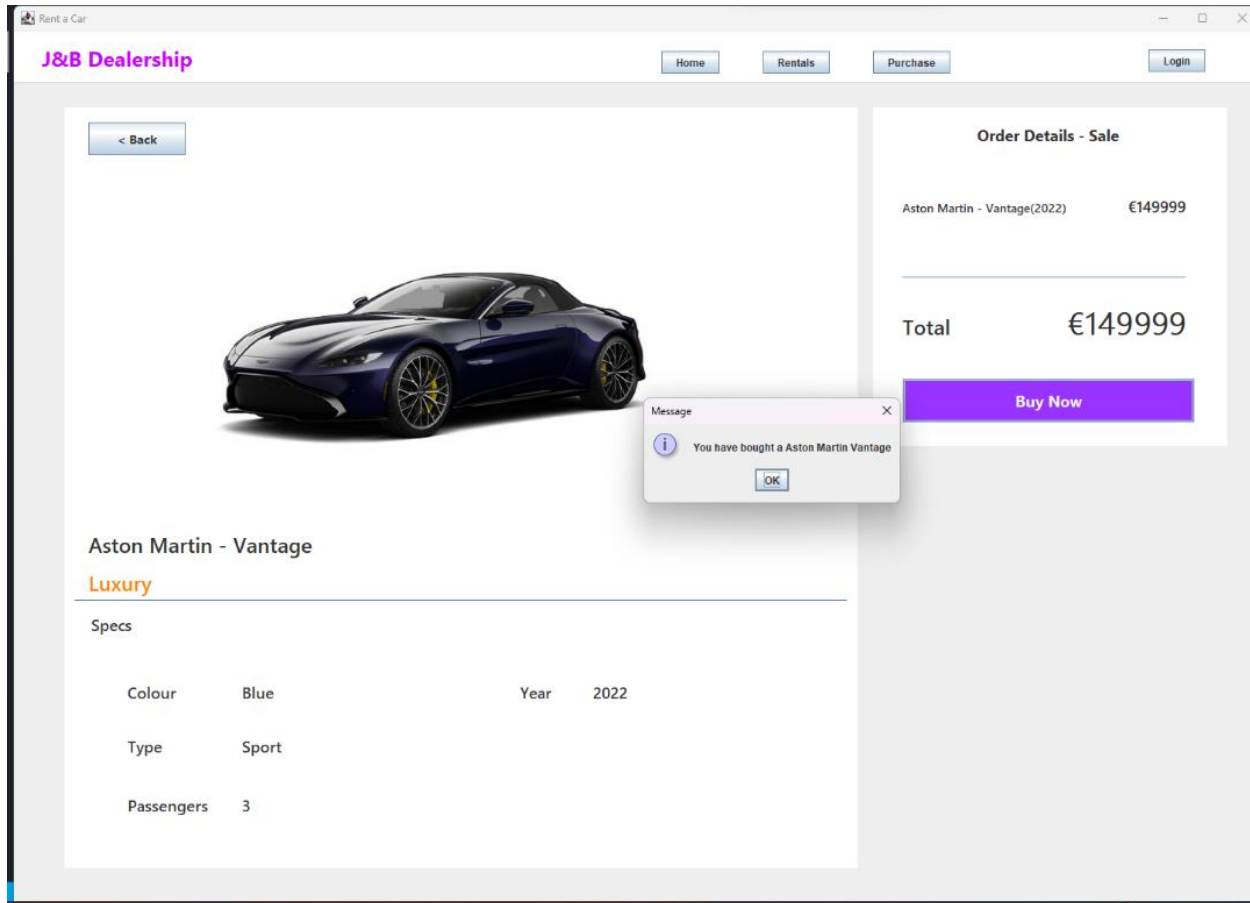 Rent a Car
J&B Dealership
Home
Rentals
Purchase
Login
< Back
Order Details - Sale
Aston Martin - Vantage(2022) €149999
Total €149999
Buy Now
Message
You have bought a Aston Martin Vantage
OK
Aston Martin - Vantage
Luxury
Specs
Colour Blue Year 2022
Type Sport
Passengers 3